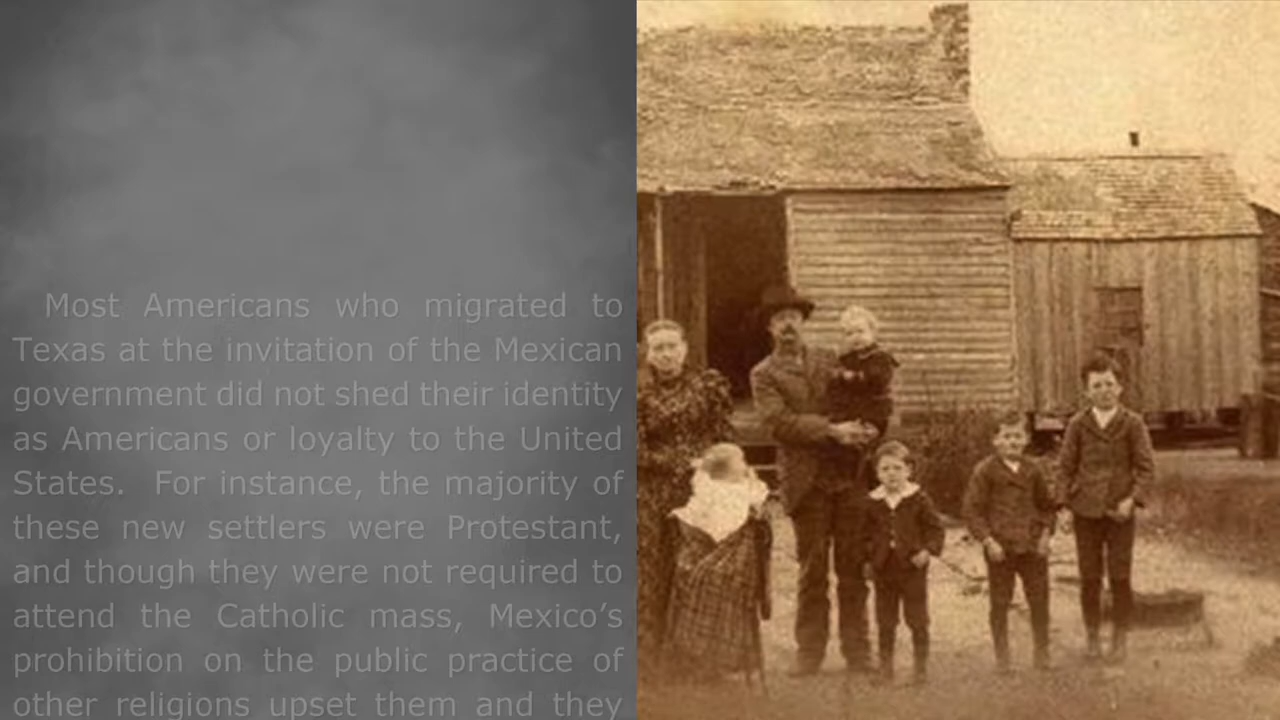 Most Americans who migrated to
Texas at the invitation of the Mexican
government did not shed their identity
as Americans or loyalty to the United
States.  For instance, the majority of
these new settlers were Protestant,
and though they were not required to
attend the Catholic mass, Mexico’s
prohibition on the public practice of
other religions upset them and they